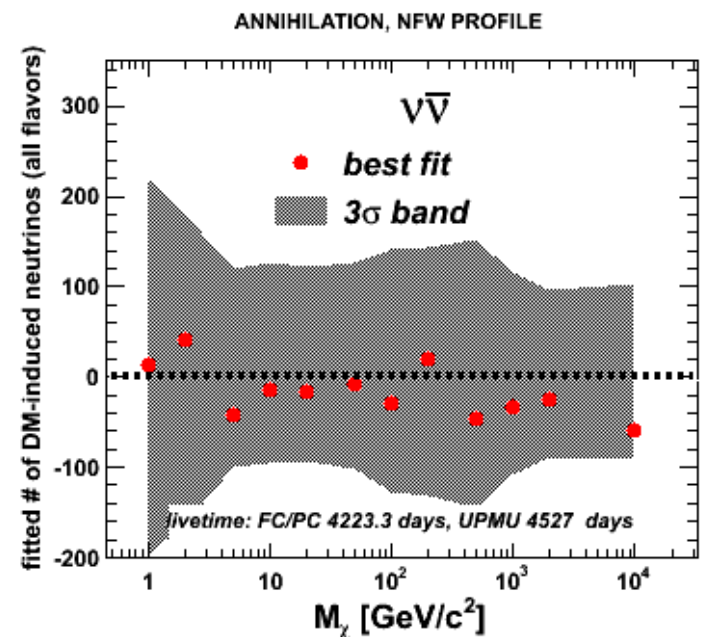 ANNIHILATION, NFW PROFILE
fitted # of DM-induced neutrinos (all flavors)
300
200
100
0
-100
-200
νν̅
best fit
3σ band
livetime: FC/PC 4223.3 days, UPMU 4527 days
1 10 10² 10³ 10⁴
Mχ [GeV/c²]